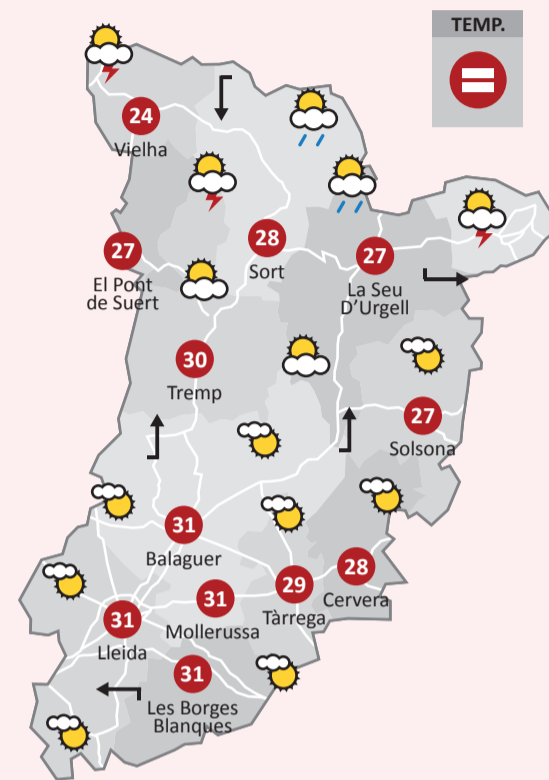 TEMP.
=
24
Vielha
27
El Pont
de Suert
28
Sort
27
La Seu
D'Urgell
30
Tremp
27
Solsona
31
Balaguer
31
Mollerussa
29
Tàrrega
28
Cervera
31
Lleida
31
Les Borges
Blanques